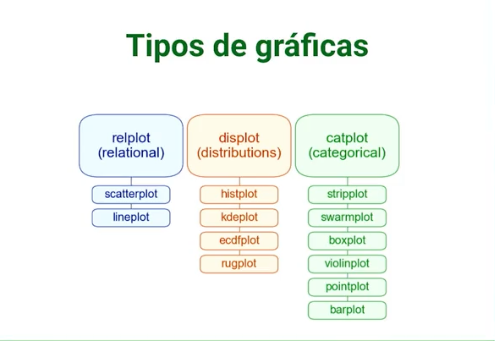 Tipos de gráficas
relplot
(relational)
scatterplot
lineplot
displot
(distributions)
histplot
kdeplot
ecdfplot
rugplot
catplot
(categorical)
stripplot
swarmplot
boxplot
violinplot
pointplot
barplot